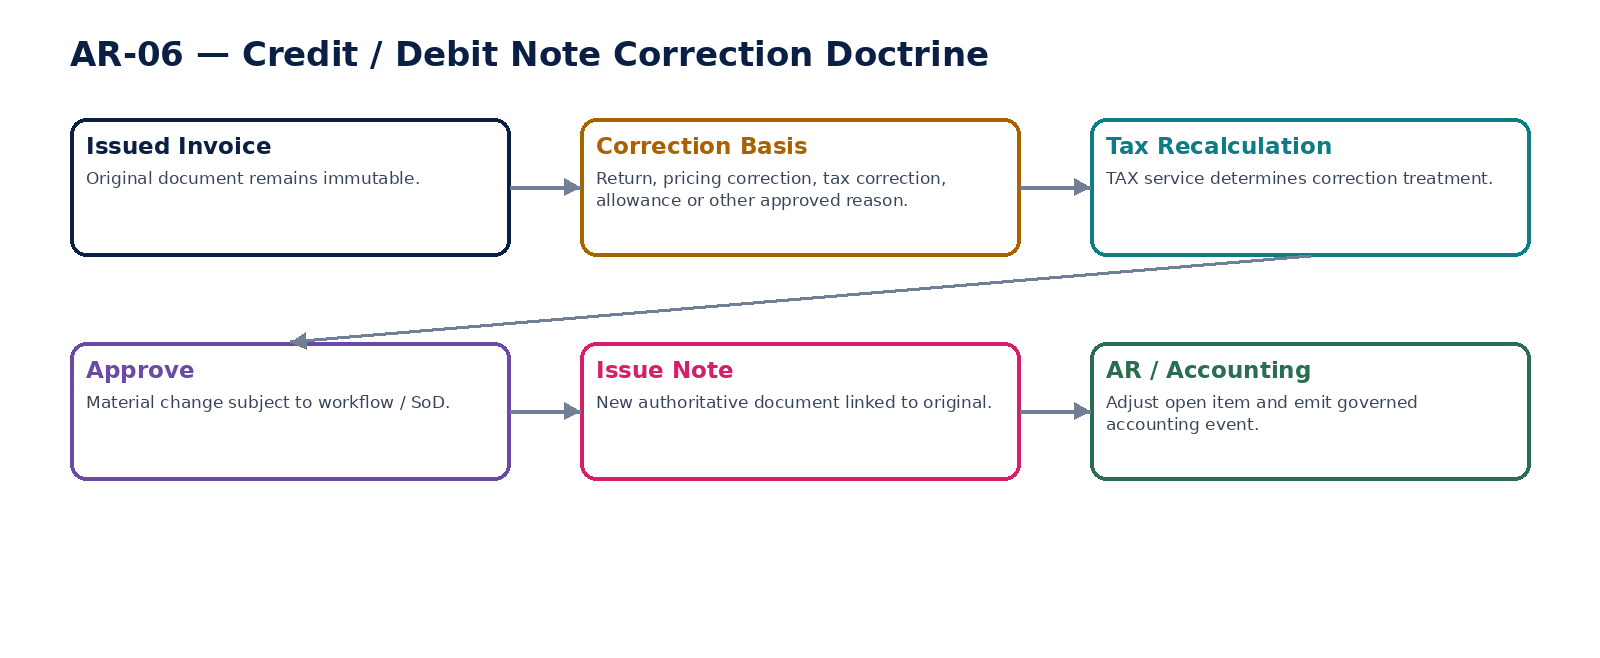 AR-06 — Credit / Debit Note Correction Doctrine
Issued Invoice
Original document remains immutable.
Correction Basis
Return, pricing correction, tax correction,
allowance or other approved reason.
Tax Recalculation
TAX service determines correction treatment.
Approve
Material change subject to workflow / SoD.
Issue Note
New authoritative document linked to original.
AR / Accounting
Adjust open item and emit governed
accounting event.